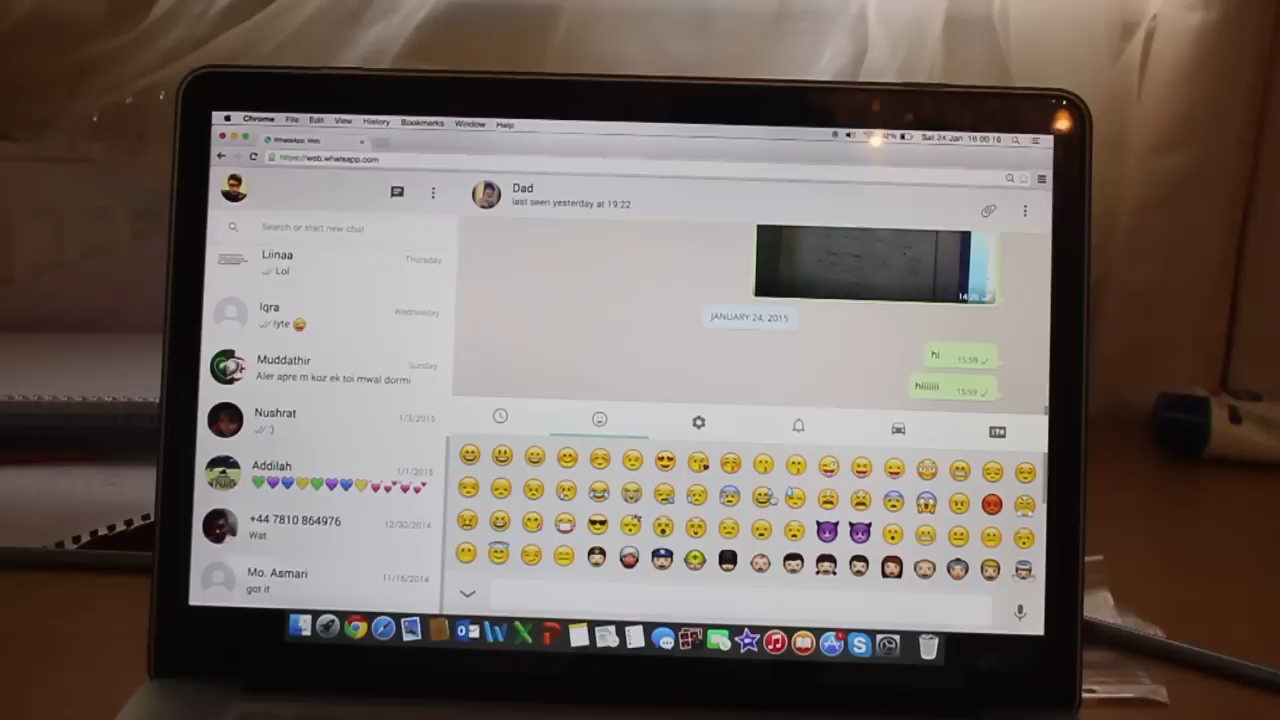 Chrome File Edit View History Bookmarks Window Help
Sat 24 Jan 16:00:16
WhatsApp Web
https://web.whatsapp.com
Dad
last seen yesterday at 19:22
Search or start new chat
Liinaa
Thursday
Lol
Iqra
Wednesday
lyte
Muddathir
Sunday
Aler apre m koz ek toi mwal dormi
Nushrat
1/3/2015
:)
Addilah
1/1/2015
+44 7810 864976
12/30/2014
Wat
Mo. Asmari
11/16/2014
got it
JANUARY 24, 2015
hi
15:59
hiiiiiii
15:59